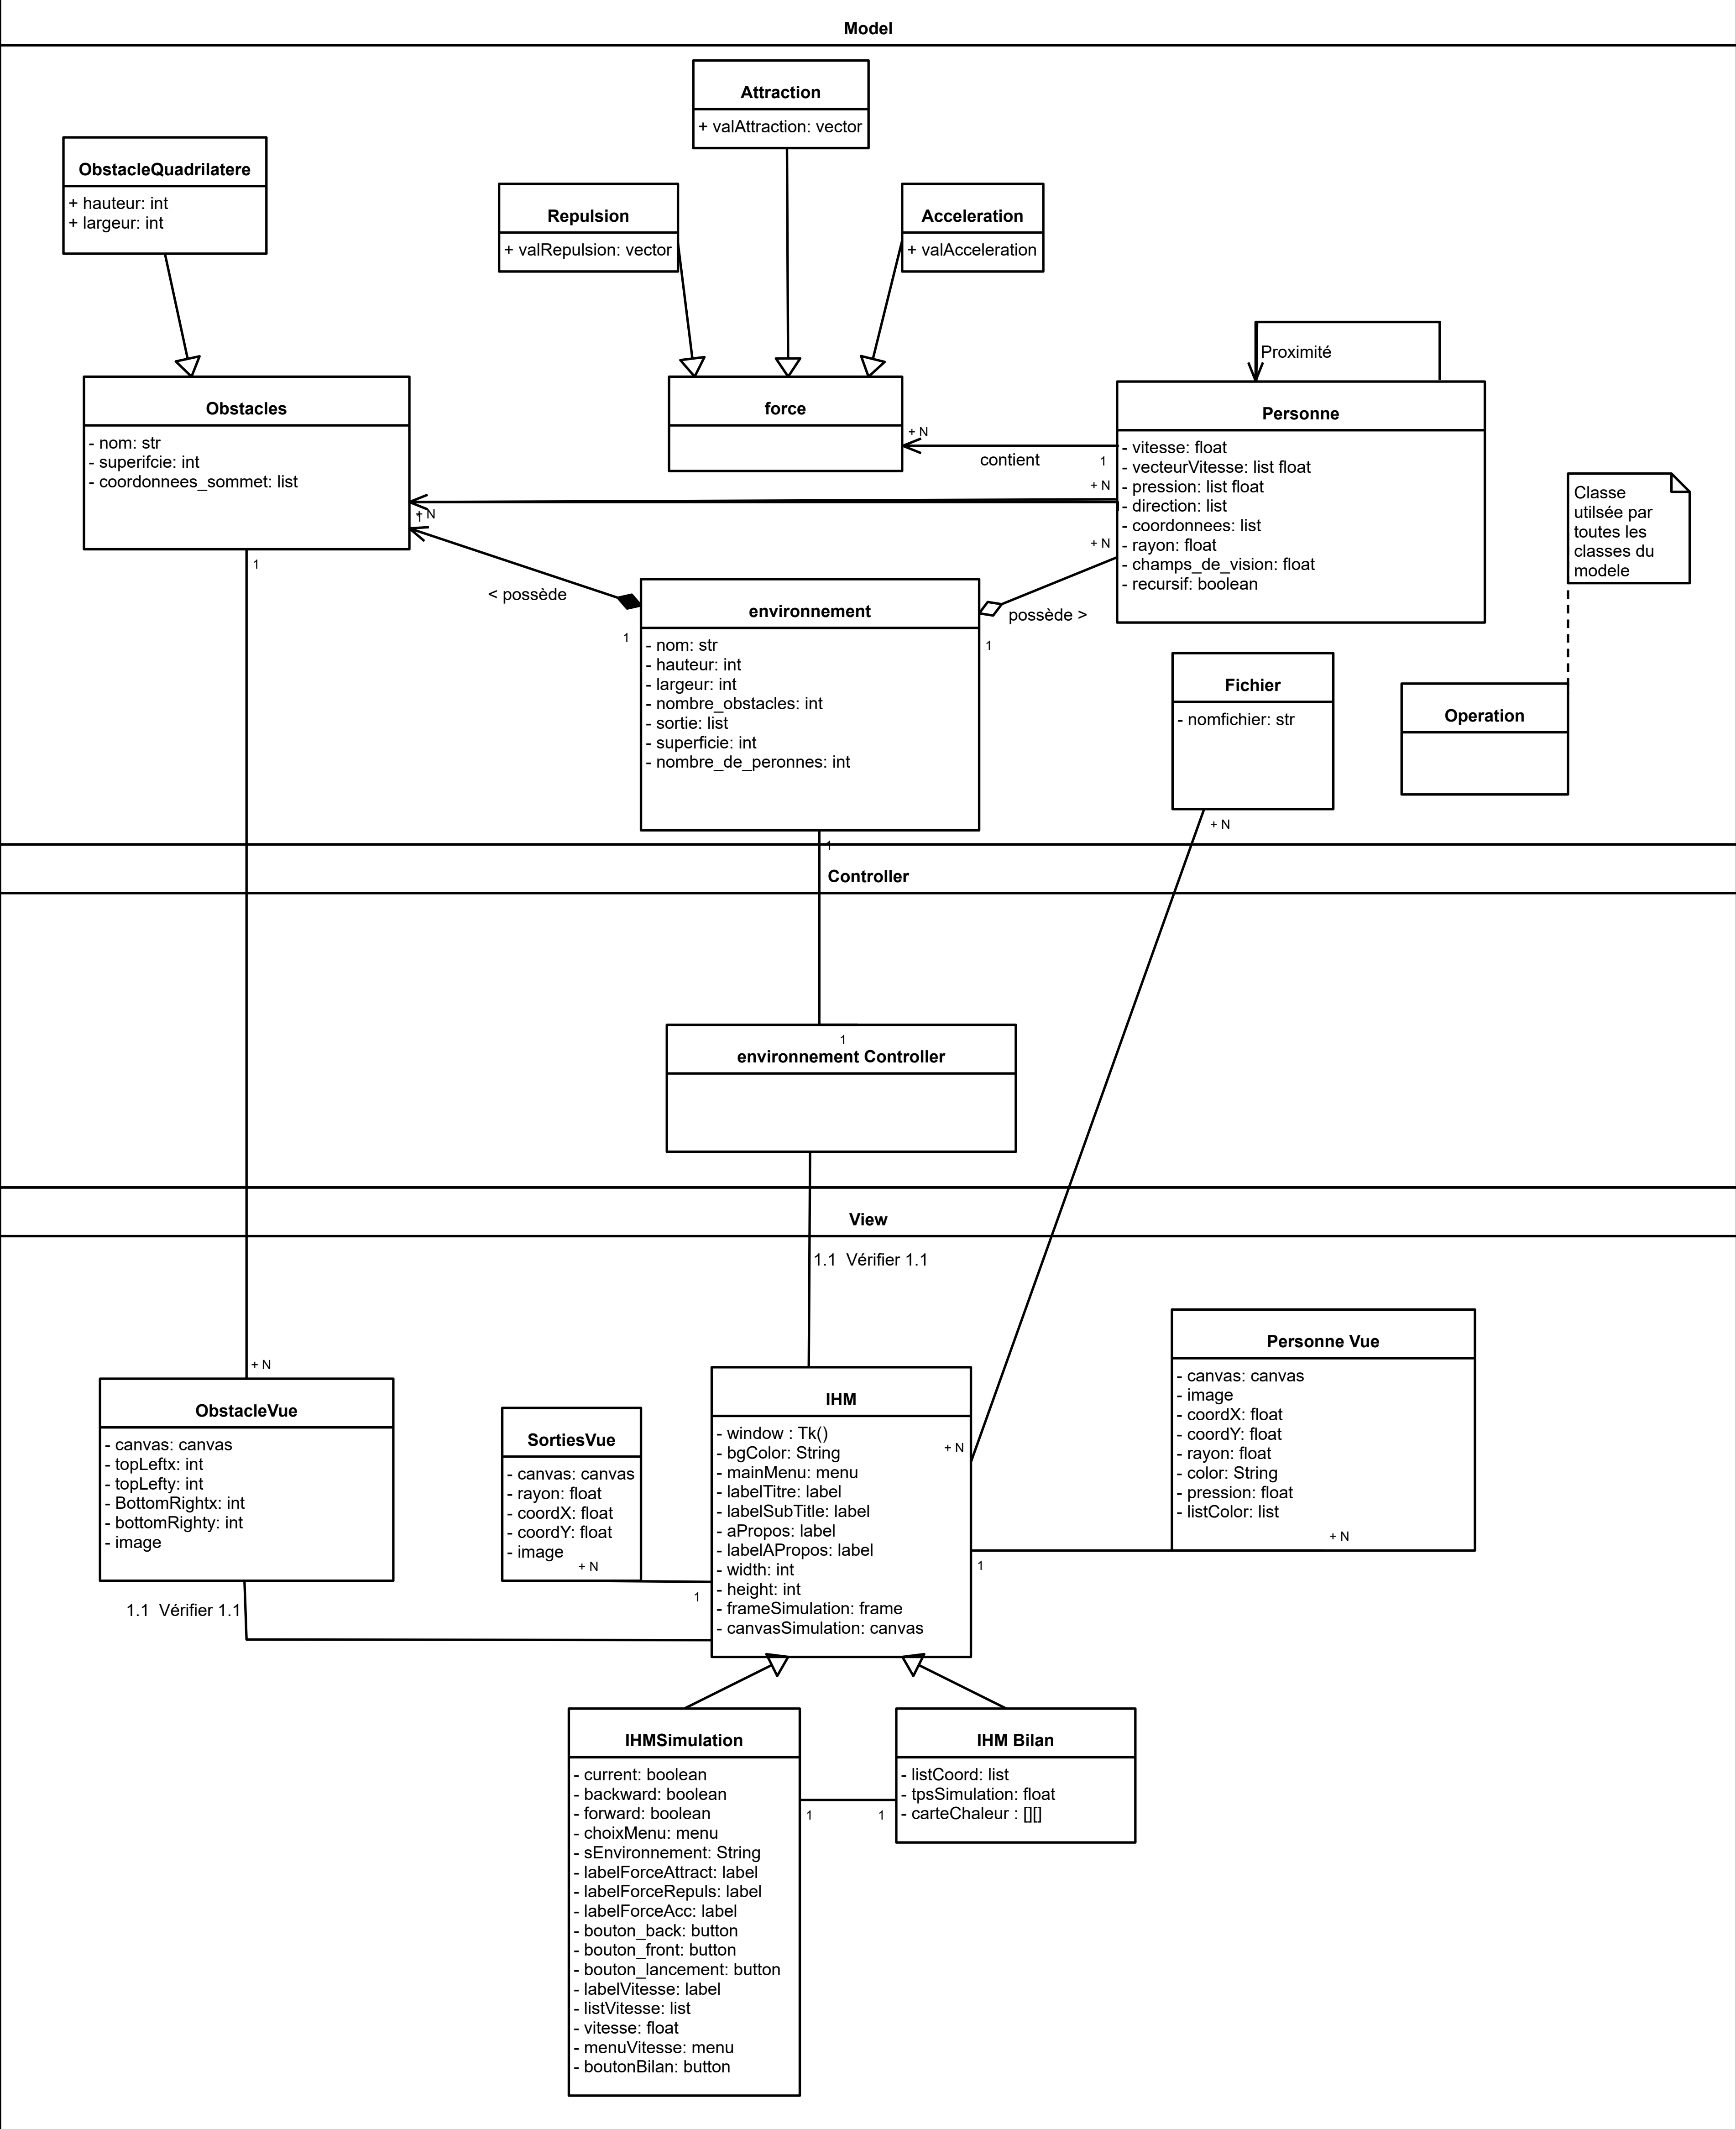 Model
Attraction
+ valAttraction: vector
ObstacleQuadrilatere
+ hauteur: int
+ largeur: int
Repulsion
+ valRepulsion: vector
Acceleration
+ valAcceleration
Proximité
Obstacles
- nom: str
- superifcie: int
- coordonnees_sommet: list
force
+ N
contient
1
Personne
- vitesse: float
- vecteurVitesse: list float
- pression: list float
- direction: list
- coordonnees: list
- rayon: float
- champs_de_vision: float
- recursif: boolean
+ N
+ N
+ N
Classe
utilsée par
toutes les
classes du
modele
1
< possède
possède >
1
1
environnement
- nom: str
- hauteur: int
- largeur: int
- nombre_obstacles: int
- sortie: list
- superficie: int
- nombre_de_peronnes: int
Fichier
- nomfichier: str
Operation
+ N
1
Controller
1
environnement Controller
View
1.1 Vérifier 1.1
+ N
ObstacleVue
- canvas: canvas
- topLeftx: int
- topLefty: int
- BottomRightx: int
- bottomRighty: int
- image
1.1 Vérifier 1.1
SortiesVue
- canvas: canvas
- rayon: float
- coordX: float
- coordY: float
- image
+ N
1
IHM
- window : Tk()
- bgColor: String
- mainMenu: menu
- labelTitre: label
- labelSubTitle: label
- aPropos: label
- labelAPropos: label
- width: int
- height: int
- frameSimulation: frame
- canvasSimulation: canvas
+ N
1
Personne Vue
- canvas: canvas
- image
- coordX: float
- coordY: float
- rayon: float
- color: String
- pression: float
- listColor: list
+ N
IHMSimulation
- current: boolean
- backward: boolean
- forward: boolean
- choixMenu: menu
- sEnvironnement: String
- labelForceAttract: label
- labelForceRepuls: label
- labelForceAcc: label
- bouton_back: button
- bouton_front: button
- bouton_lancement: button
- labelVitesse: label
- listVitesse: list
- vitesse: float
- menuVitesse: menu
- boutonBilan: button
1
1
IHM Bilan
- listCoord: list
- tpsSimulation: float
- carteChaleur : [][]